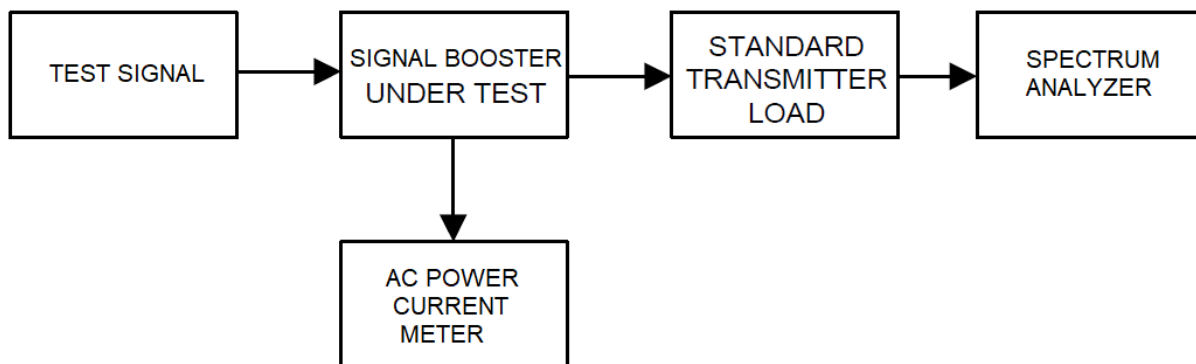 TEST SIGNAL
SIGNAL BOOSTER
UNDER TEST
STANDARD
TRANSMITTER
LOAD
SPECTRUM
ANALYZER
AC POWER
CURRENT
METER